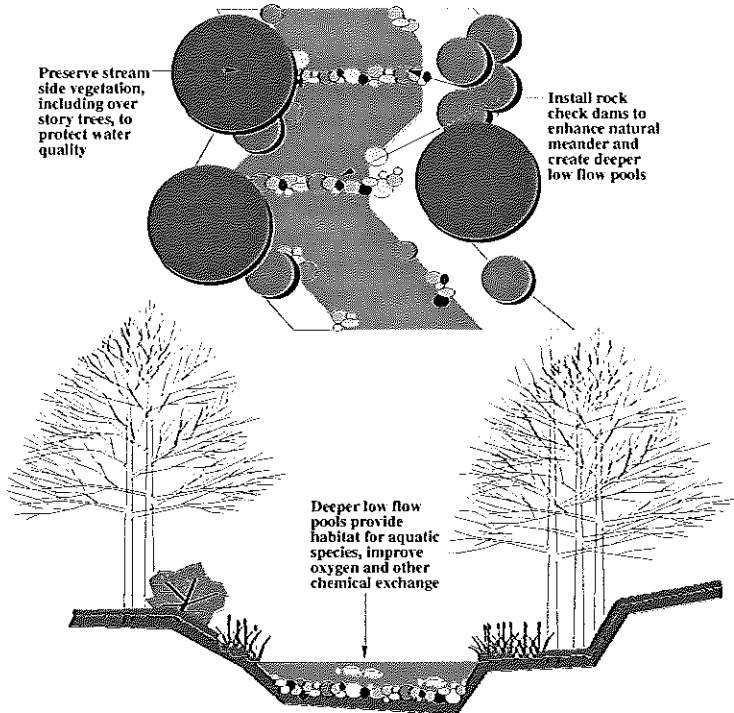 Preserve stream
side vegetation,
including over
story trees, to
protect water
quality
Install rock
check dams to
enhance natural
meander and
create deeper
low flow pools
Deeper low flow
pools provide
habitat for aquatic
species, improve
oxygen and other
chemical exchange